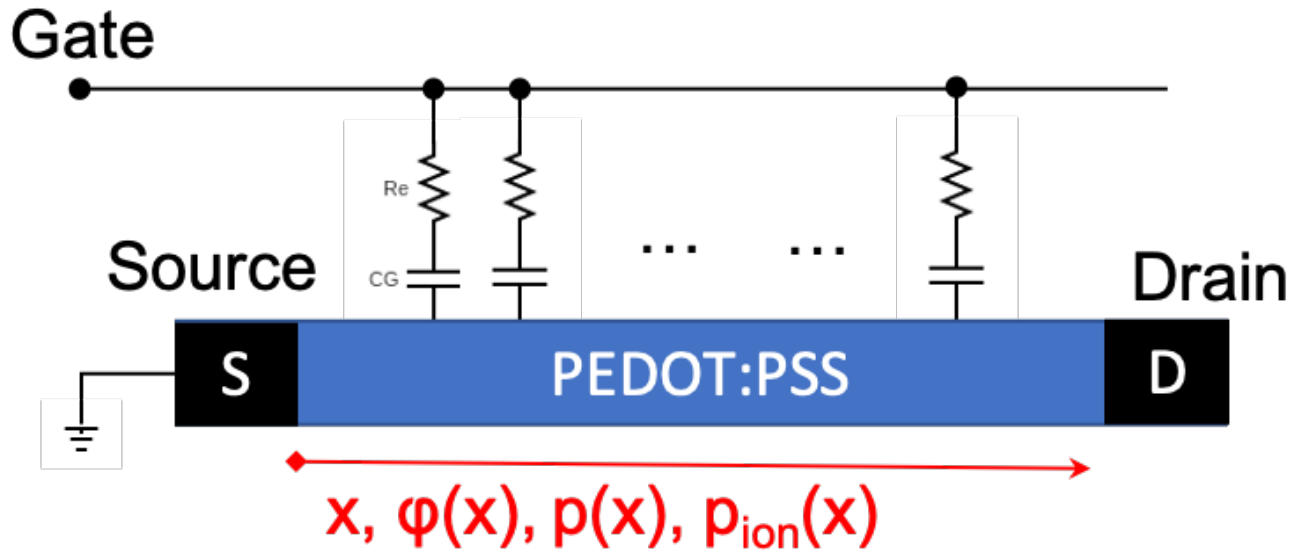 Gate
Re
Source
... ...
CG
Drain
S
PEDOT:PSS
D
x, φ(x), p(x), pion(x)